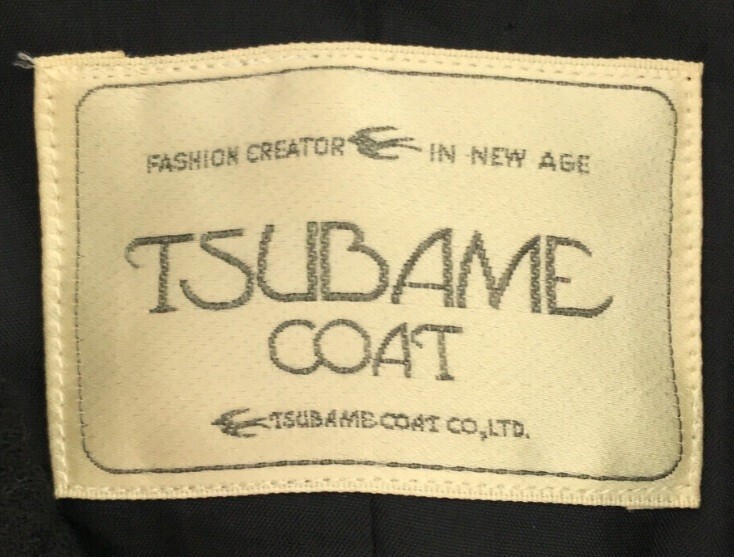 FASHION CREATOR IN NEW AGE
TSUBAME
COAT
TSUBAME COAT CO,LTD.